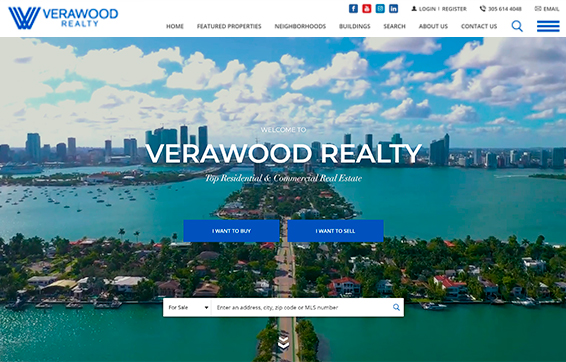 VERAWOOD
REALTY
LOGIN | REGISTER
305 614 4048
EMAIL
HOME
FEATURED PROPERTIES
NEIGHBORHOODS
BUILDINGS
SEARCH
ABOUT US
CONTACT US
WELCOME TO
VERAWOOD REALTY
Top Residential & Commercial Real Estate
I WANT TO BUY
I WANT TO SELL
For Sale
Enter an address, city, zip code or MLS number